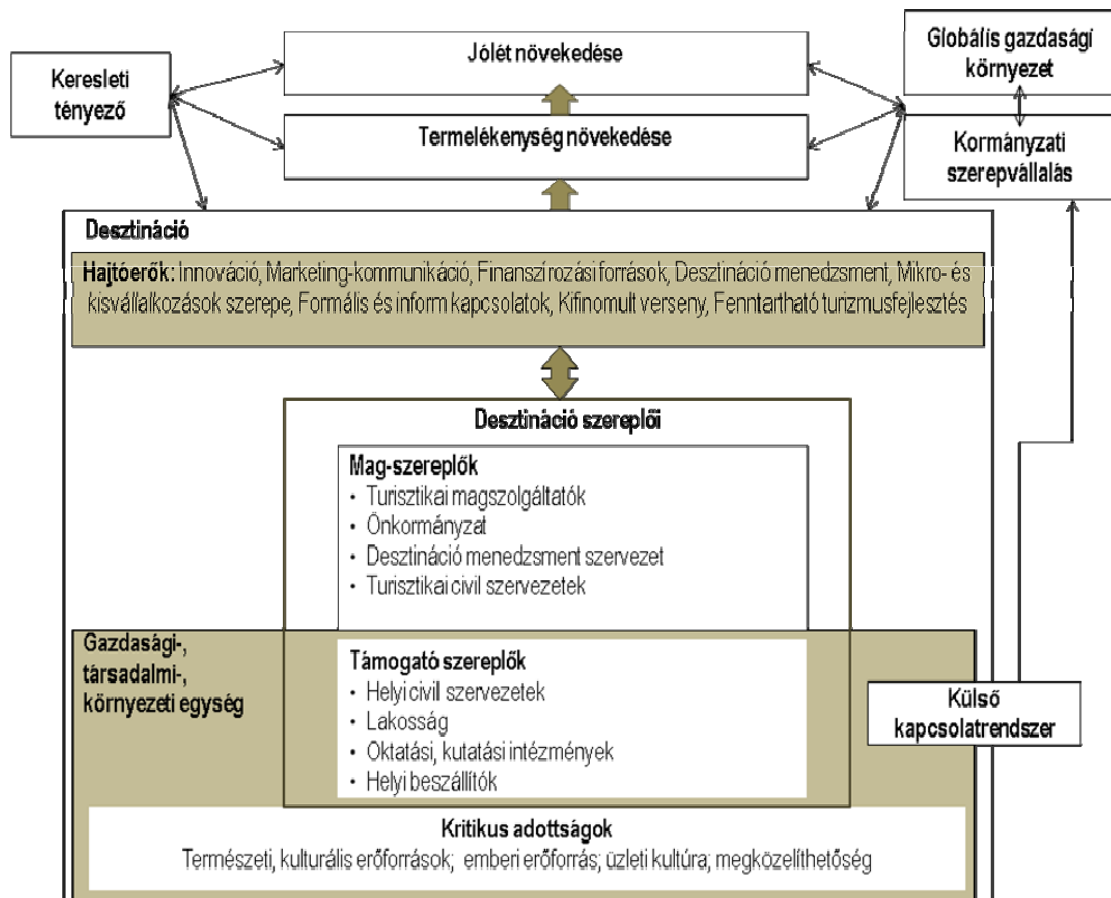 Keresleti
tényező
Jólét növekedése
Termelékenység növekedése
Globális gazdasági
környezet
Kormányzati
szerepvállalás
Desztináció
Hajtóerők: Innováció, Marketing-kommunikáció, Finanszírozási források, Desztináció menedzsment, Mikro- és
kisvállalkozások szerepe, Formális és inform kapcsolatok, Kifinomult verseny, Fenntartható turizmusfejlesztés
Desztináció szereplői
Mag-szereplők
• Turisztikai magszolgáltatók
• Önkormányzat
• Desztináció menedzsment szervezet
• Turisztikai civil szervezetek
Gazdasági-,
társadalmi-,
környezeti egység
Támogató szereplők
• Helyi civil szervezetek
• Lakosság
• Oktatási, kutatási intézmények
• Helyi beszállítók
Külső
kapcsolatrendszer
Kritikus adottságok
Természeti, kulturális erőforrások; emberi erőforrás; üzleti kultúra; megközelíthetőség